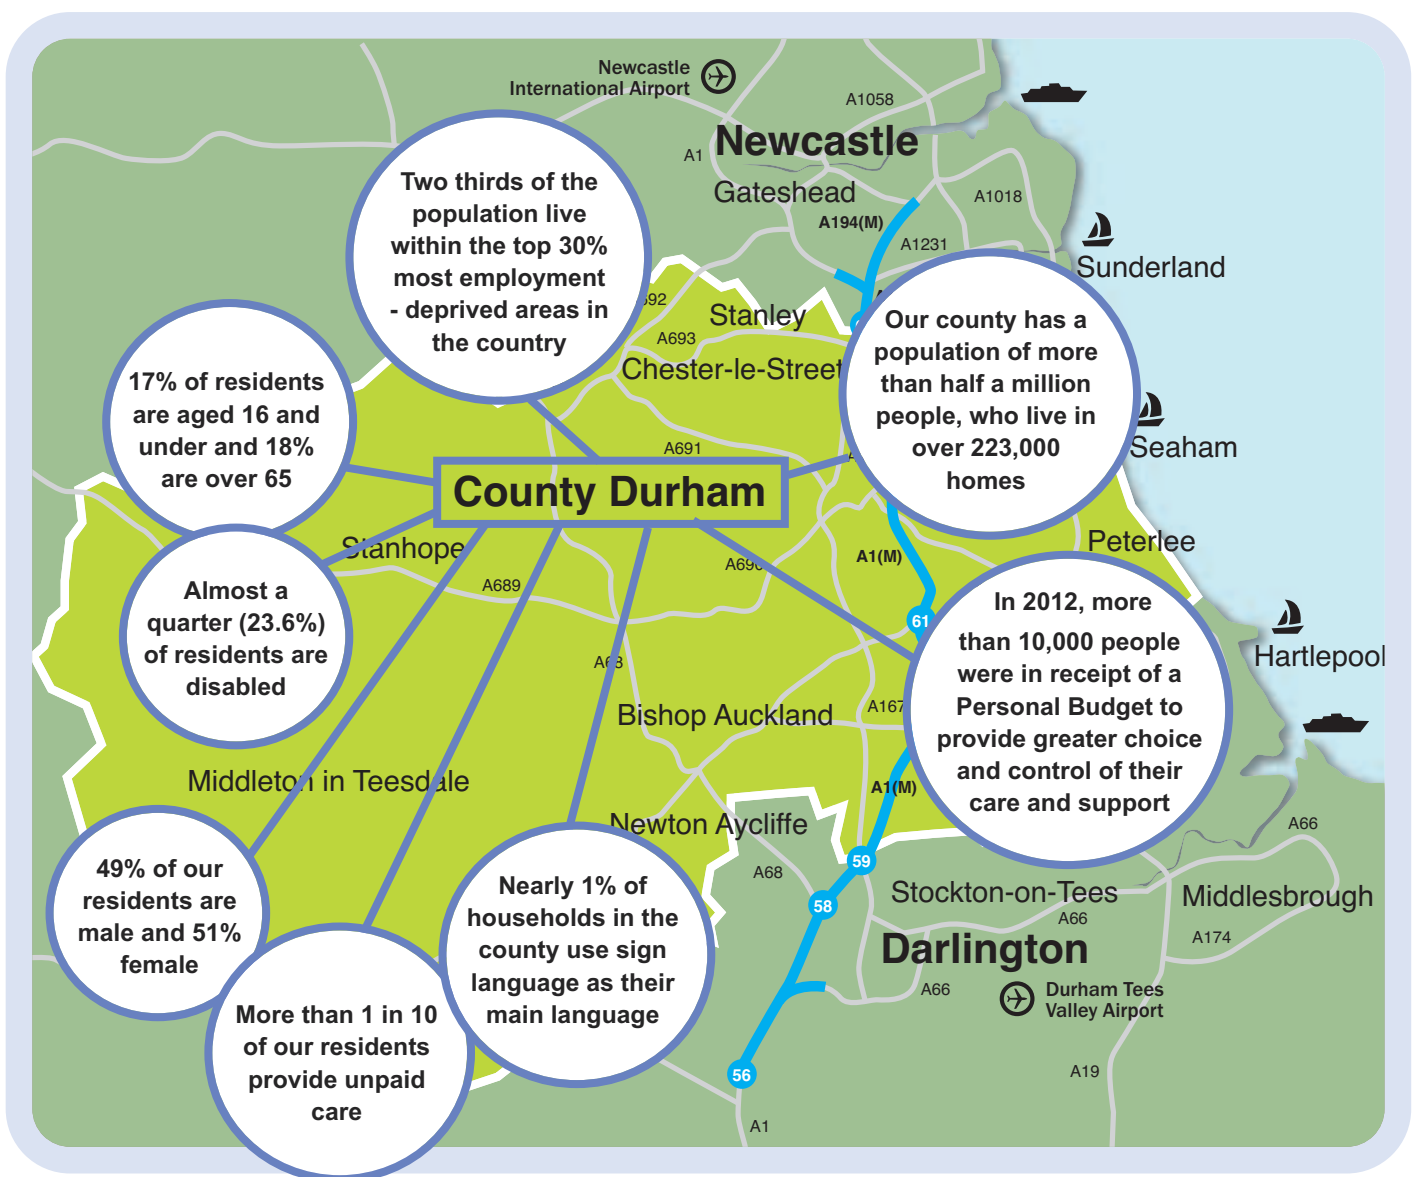 Newcastle
International Airport
A1058
Newcastle
A1
Gateshead
A1018
A194(M)
A1231
Sunderland
Two thirds of the
population live
within the top 30%
most employment
- deprived areas in
the country
Stanley
A693
Chester-le-Street
Our county has a
population of more
than half a million
people, who live in
over 223,000
homes
17% of residents
are aged 16 and
under and 18%
are over 65
A691
Seaham
County Durham
Stanhope
A690
A1(M)
Peterlee
A689
Almost a
quarter (23.6%)
of residents are
disabled
61
In 2012, more
than 10,000 people
were in receipt of a
Personal Budget to
provide greater choice
and control of their
care and support
Hartlepool
A68
Bishop Auckland
A167
Middleton in Teesdale
A1(M)
Newton Aycliffe
A66
59
A68
49% of our
residents are
male and 51%
female
Nearly 1% of
households in the
county use sign
language as their
main language
58
Stockton-on-Tees
Middlesbrough
A66
A174
Darlington
A66
Durham Tees
Valley Airport
More than 1 in 10
of our residents
provide unpaid
care
56
A19
A1